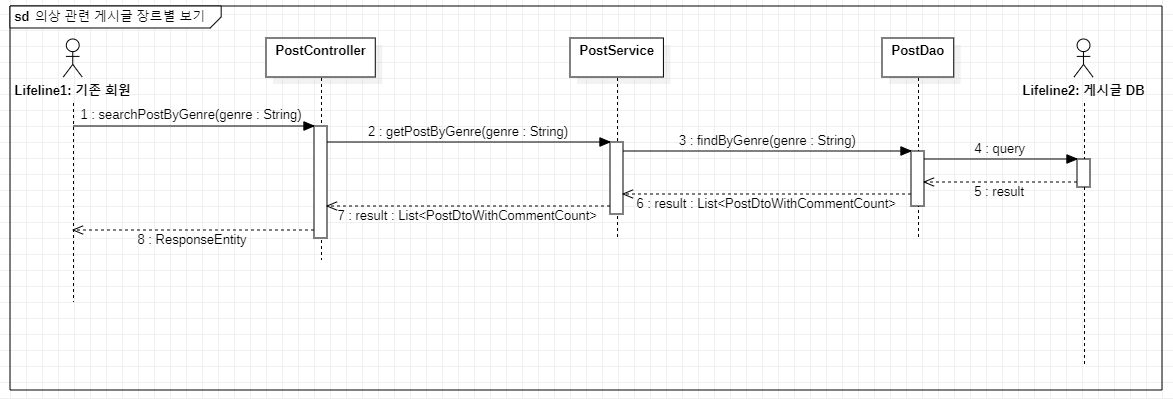 sd 의상 관련 게시글 장르별 보기
PostController
PostService
PostDao
Lifeline1: 기존 회원
Lifeline2: 게시글 DB
1 : searchPostByGenre(genre : String)
2 : getPostByGenre(genre : String)
3 : findByGenre(genre : String)
4 : query
5 : result
6 : result : List<PostDtoWithCommentCount>
7 : result : List<PostDtoWithCommentCount>
8 : ResponseEntity